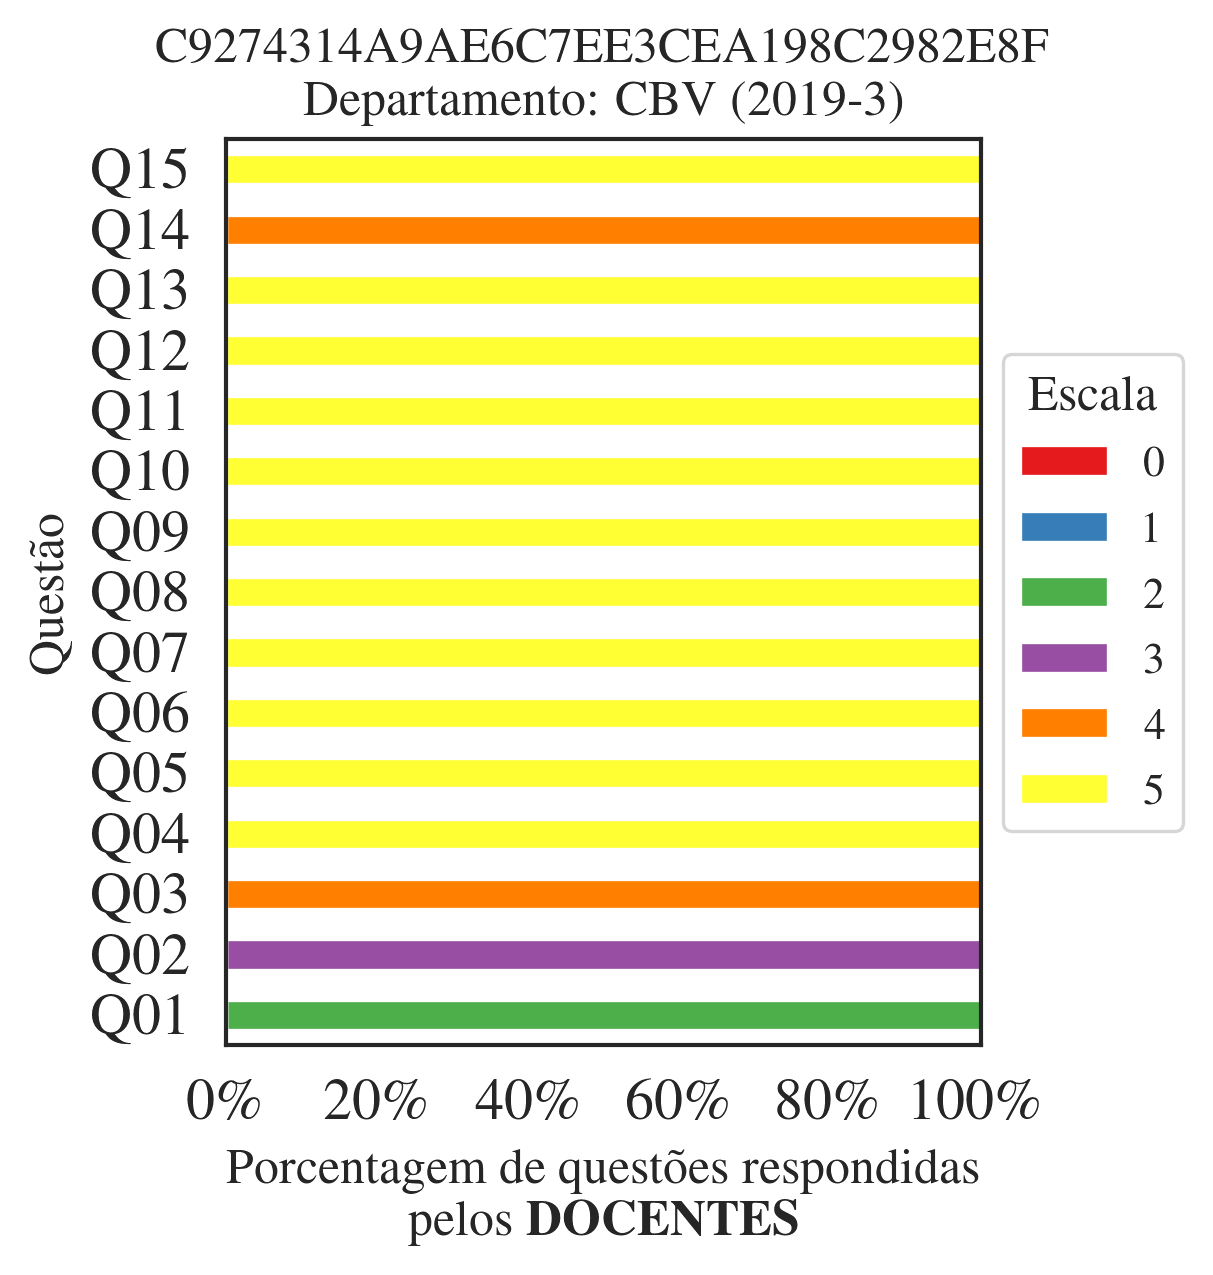 C9274314A9AE6C7EE3CEA198C2982E8F
Departamento: CBV (2019-3)
Questão
Q15
Q14
Q13
Q12
Q11
Q10
Q09
Q08
Q07
Q06
Q05
Q04
Q03
Q02
Q01
0% 20% 40% 60% 80% 100%
Porcentagem de questões respondidas
pelos DOCENTES
Escala
0
1
2
3
4
5